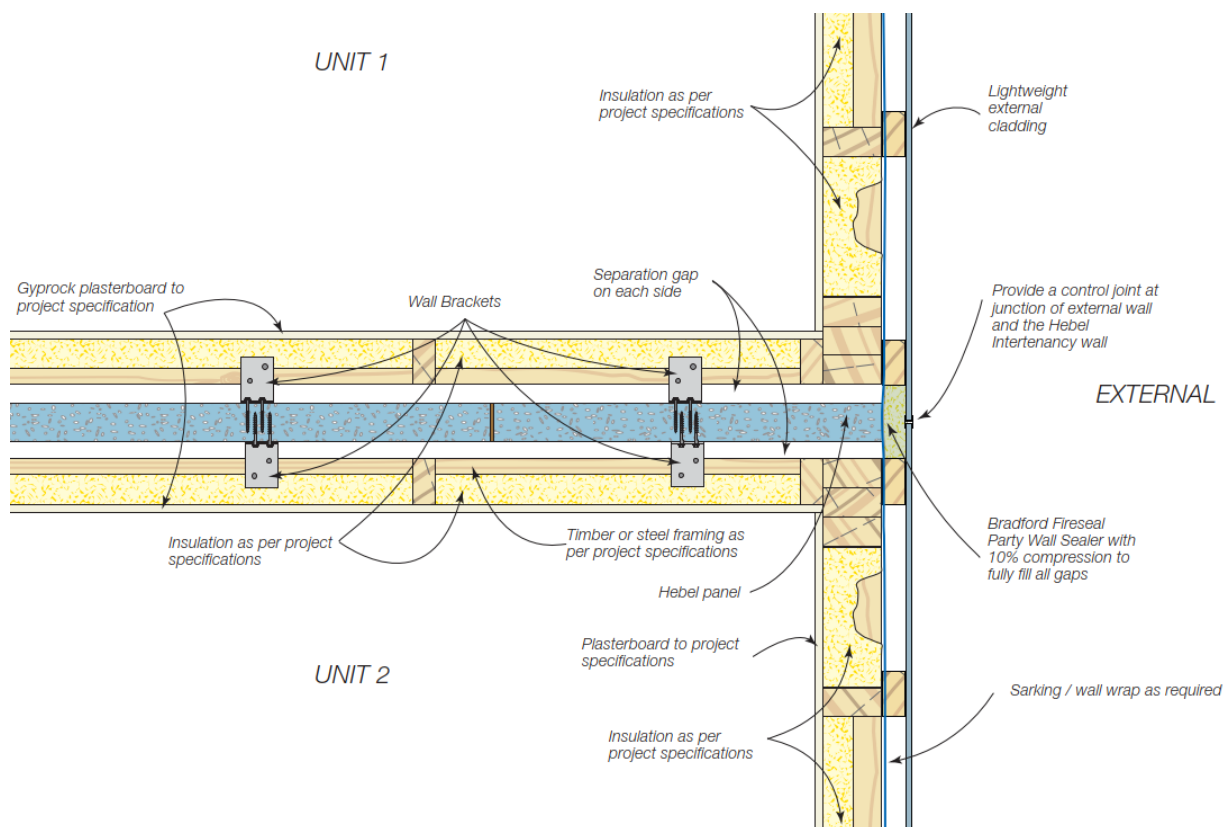 UNIT 1
Insulation as per
project specifications
Lightweight
external
cladding
Gyprock plasterboard to
project specification
Wall Brackets
Separation gap
on each side
Provide a control joint at
junction of external wall
and the Hebel
Intertenancy wall
EXTERNAL
Insulation as per project
specifications
Timber or steel framing as
per project specifications
Hebel panel
Bradford Fireseal
Party Wall Sealer with
10% compression to
fully fill all gaps
Plasterboard to project
specifications
UNIT 2
Sarking / wall wrap as required
Insulation as per
project specifications